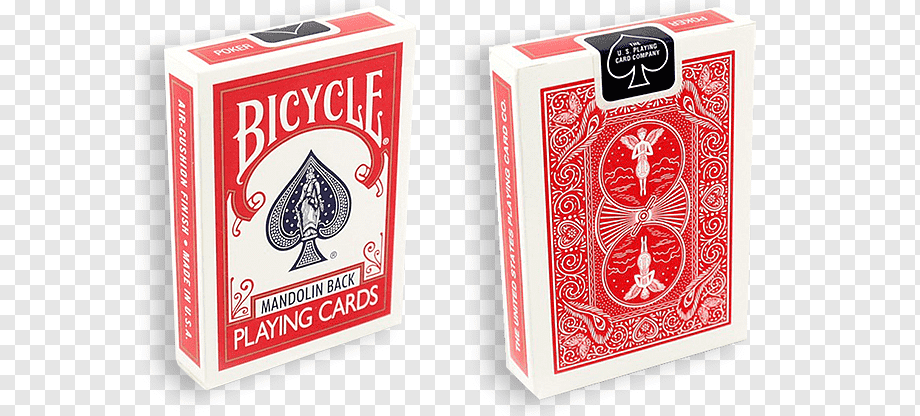 POKER
BICYCLE
®
AIR-CUSHION FINISH • MADE IN U.S.A.
®
MANDOLIN BACK
PLAYING CARDS
POKER
THE
U. S. PLAYING
CARD COMPANY
THE UNITED STATES PLAYING CARD CO.